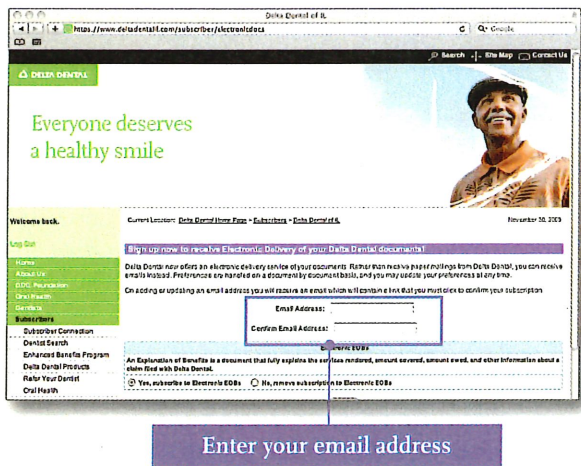 Delta Dental of IL
https://www.deltadentalil.com/subscriber/electronicdocs
Google
Search Site Map Contact Us
DELTA DENTAL
Everyone deserves
a healthy smile
Welcome back.
Log Out
Current Location: Delta Dental Home Page > Subscribers > Delta Dental of IL
November 30, 2009
Sign up now to receive Electronic Delivery of your Delta Dental documents!
Home
About Us
DDIL Foundation
Oral Health
Dentists
Subscribers
Subscriber Connection
Dentist Search
Enhanced Benefits Program
Delta Dental Products
Refer Your Dentist
Oral Health
Delta Dental now offers an electronic delivery service of your documents. Rather than receive paper mailings from Delta Dental, you can receive
emails instead. Preferences are handled on a document by document basis, and you may update your preferences at any time.
On adding or updating an email address you will receive an email which will contain a link that you must click to confirm your subscription.
Email Address:
Confirm Email Address:
Electronic EOBs
An Explanation of Benefits is a document that fully explains the services rendered, amount covered, amount owed, and other information about a
claim filed with Delta Dental.
Yes, subscribe to Electronic EOBs No, remove subscription to Electronic EOBs
Enter your email address